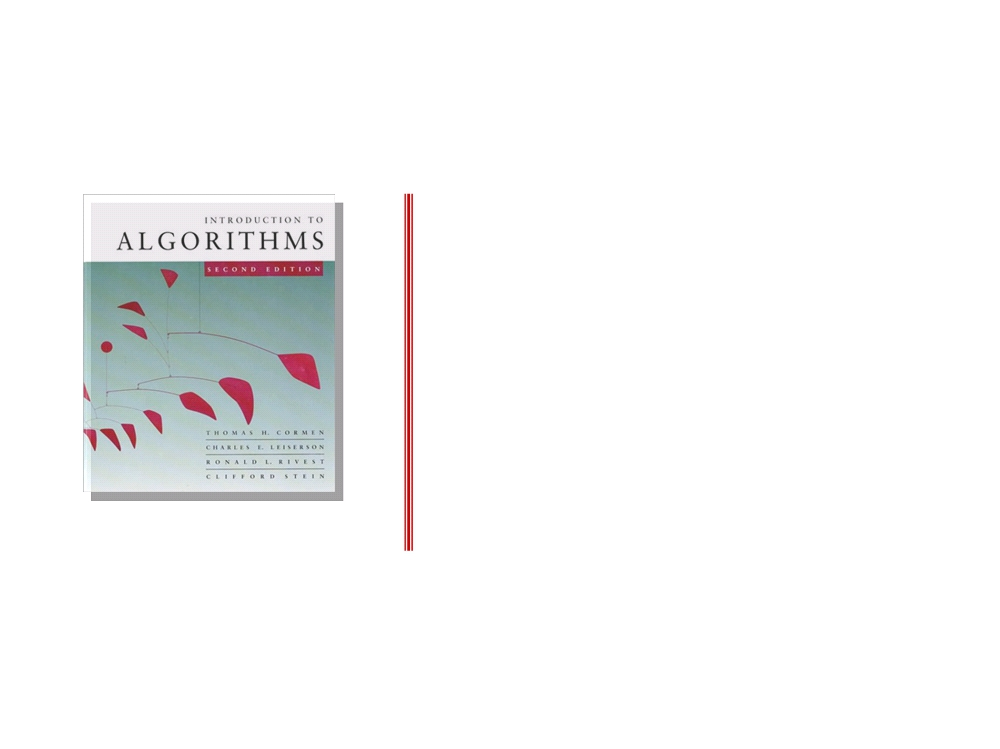 INTRODUCTION TO
ALGORITHMS
SECOND EDITION
THOMAS H. CORMEN
CHARLES E. LEISERSON
RONALD L. RIVEST
CLIFFORD STEIN